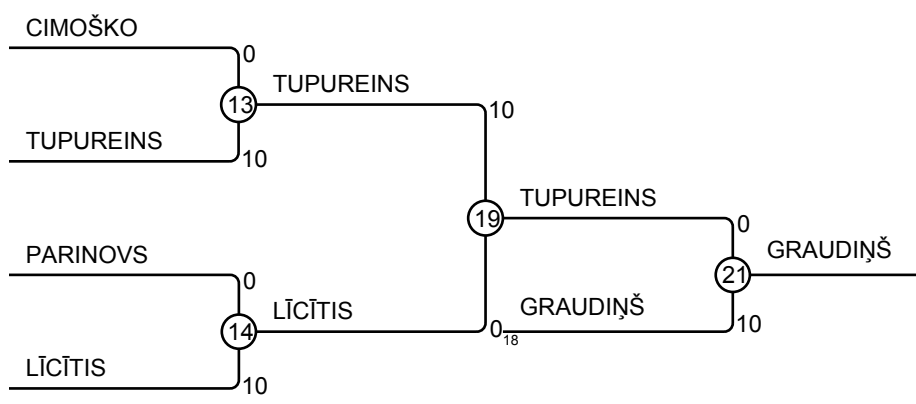 CIMOŠKO
0
13
TUPUREINS
10
TUPUREINS
10
PARINOVS
0
14
LĪCĪTIS
10
LĪCĪTIS
0
19
TUPUREINS
0
18
GRAUDIŅŠ
10
21
GRAUDIŅŠ